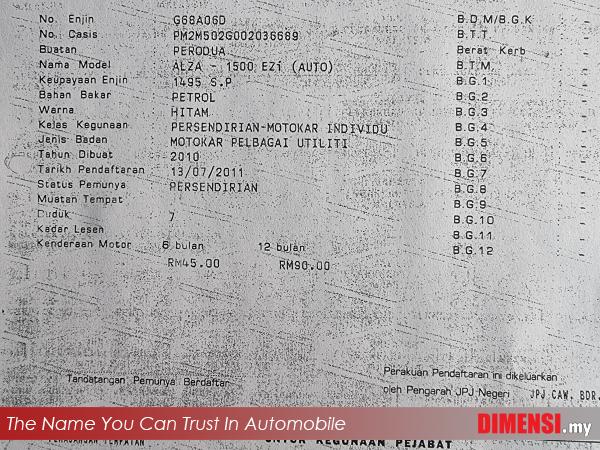 No. Enjin : G68A06D
No. Casis : PM2M502G002036689
Buatan : PERODUA
Nama Model : ALZA - 1500 EZi (AUTO)
Keupayaan Enjin : 1495 S.P
Bahan Bakar : PETROL
Warna : HITAM
Kelas Kegunaan : PERSENDIRIAN-MOTOKAR INDIVIDU
Jenis Badan : MOTOKAR PELBAGAI UTILITI
Tahun Dibuat : 2010
Tarikh Pendaftaran : 13/07/2011
Status Pemunya : PERSENDIRIAN
Muatan Tempat
Duduk : 7
Kadar Lesen
Kenderaan Motor : 6 bulan 12 bulan
RM45.00 RM90.00
B.D.M/B.G.K : -
B.T.T. : -
Berat Kerb : -
B.T.M. : -
B.G.1 : -
B.G.2 : -
B.G.3 : -
B.G.4 : -
B.G.5 : -
B.G.6 : -
B.G.7 : -
B.G.8 : -
B.G.9 : -
B.G.10 : -
B.G.11 : -
B.G.12 : -
Tandatangan Pemunya Berdaftar
Perakuan Pendaftaran ini dikeluarkan
oleh Pengarah JPJ Negeri JPJ CAW. BDR.
The Name You Can Trust In Automobile
DIMENSI.my
UNTUK KEGUNAAN PEJABAT